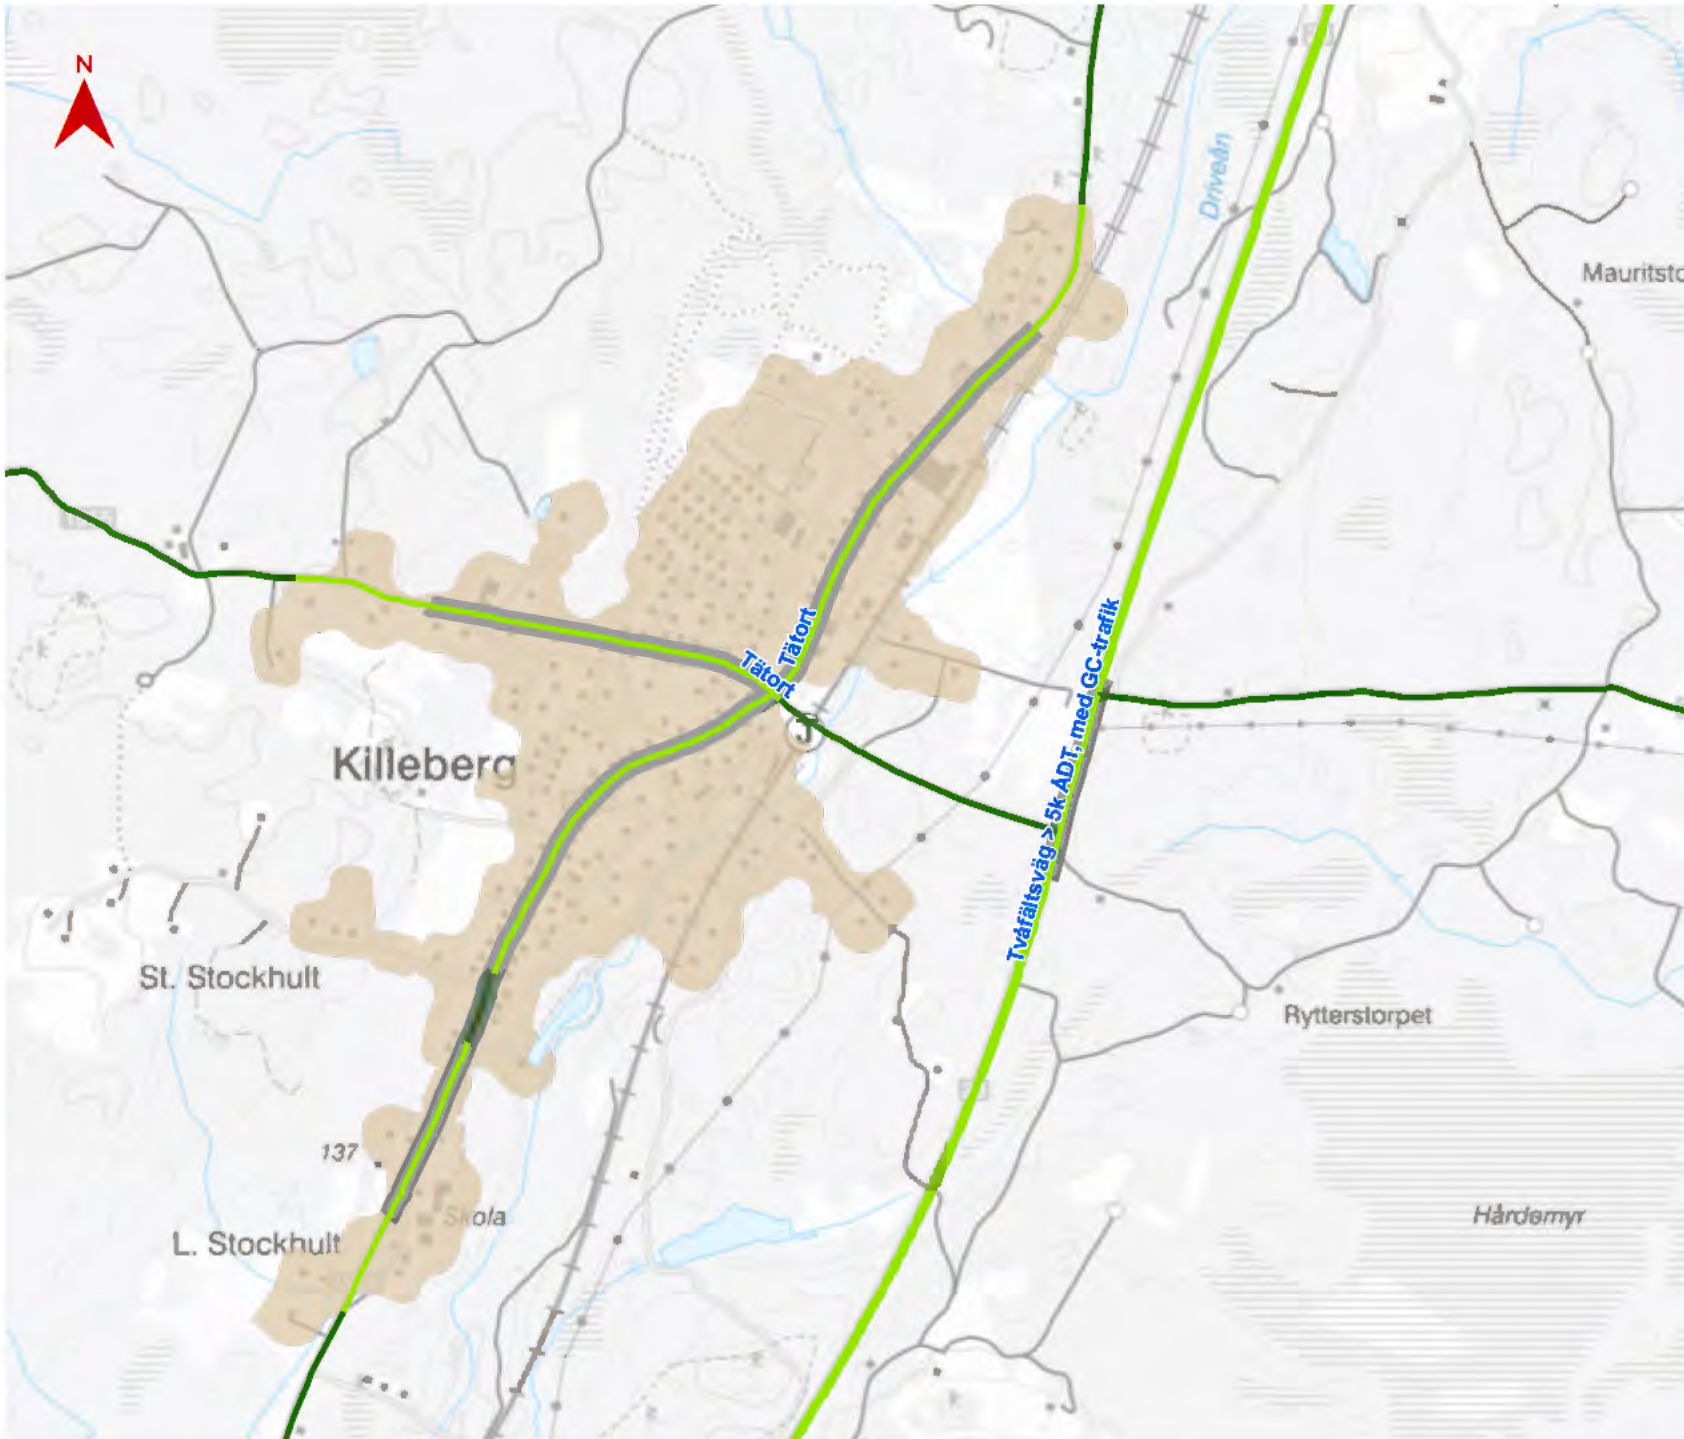 N
Driveån
Mauritsto
Tätort
Tätort
Tvåfältsväg > 5k ÅDT, med GC-trafik
Killeberg
St. Stockhult
Rytterstorpet
137
Skola
L. Stockhult
Hårdemyr